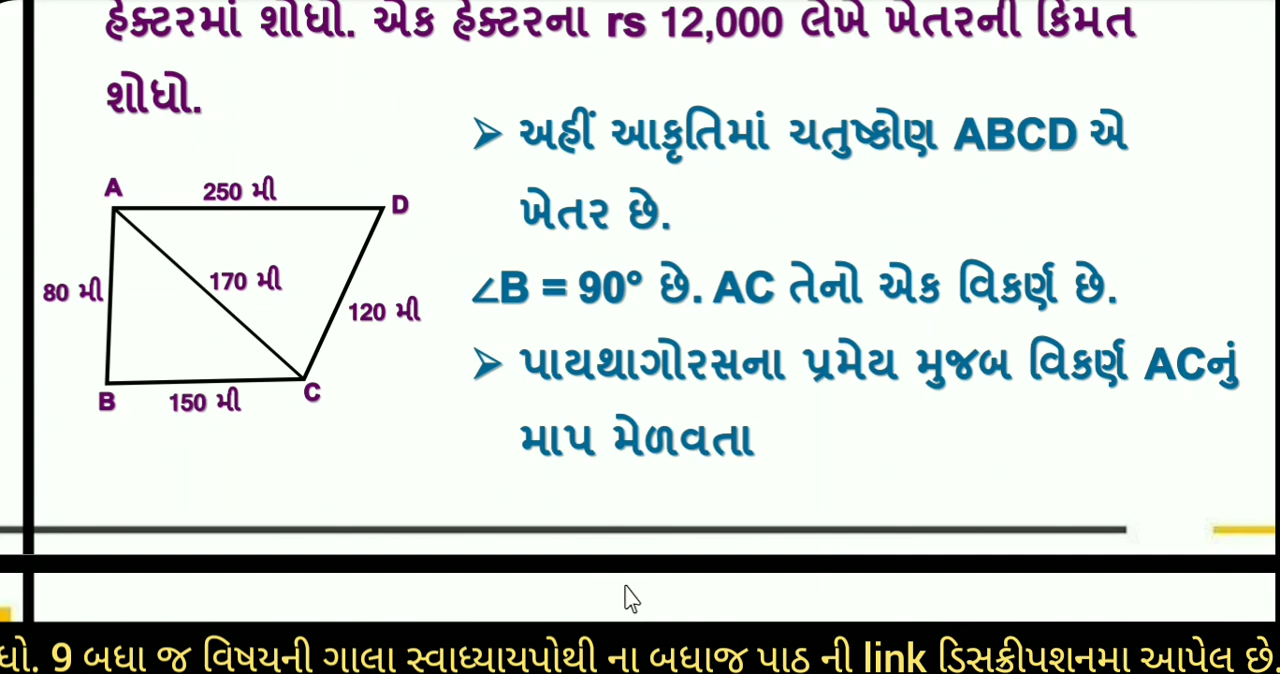 હેક્ટરમાં શોધો. એક હેક્ટરના rs 12,000 લેખે ખેતરની કિંમત
શોધો.
➢ અહીં આકૃતિમાં ચતુષ્કોણ ABCD એ
ખેતર છે.
∠B = 90° છે. AC તેનો એક વિકર્ણ છે.
➢ પાયથાગોરસના પ્રમેય મુજબ વિકર્ણ ACનું
માપ મેળવતા
A
250 મી
D
80 મી
170 મી
120 મી
B
150 મી
C
ધો. 9 બધા જ વિષયની ગાલા સ્વાધ્યાયપોથી ના બધાજ પાઠ ની link ડિસક્રીપશનમા આપેલ છે.